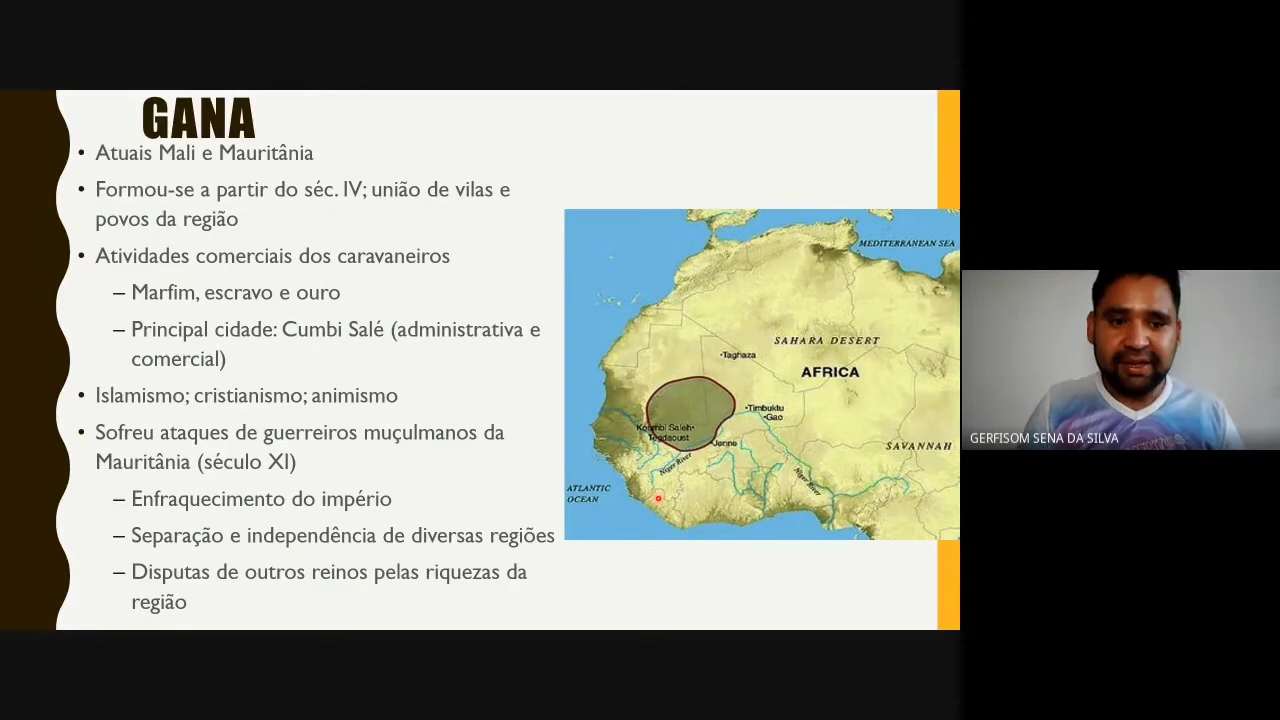 GANA
• Atuais Mali e Mauritânia
• Formou-se a partir do séc. IV; união de vilas e
povos da região
• Atividades comerciais dos caravaneiros
– Marfim, escravo e ouro
– Principal cidade: Cumbi Salé (administrativa e
comercial)
• Islamismo; cristianismo; animismo
• Sofreu ataques de guerreiros muçulmanos da
Mauritânia (século XI)
– Enfraquecimento do império
– Separação e independência de diversas regiões
– Disputas de outros reinos pelas riquezas da
região
MEDITERRANEAN SEA
SAHARA DESERT
Taghaza
AFRICA
Timbuktu
Gao
Koumbi Saleh
Tegdaoust
Jenne
SAVANNAH
Niger River
Niger River
ATLANTIC
OCEAN
GERFISOM SENA DA SILVA